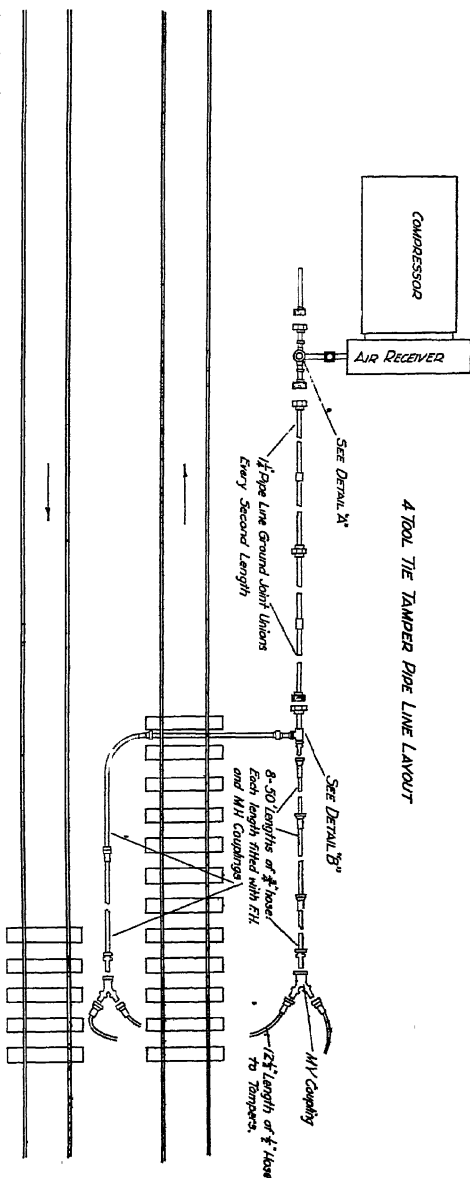 4 TOOL TIE TAMPER PIPE LINE LAYOUT
COMPRESSOR
AIR RECEIVER
SEE DETAIL "A"
1¼" Pipe Line Ground Joint Unions
Every Second Length
SEE DETAIL "B"
8-50' Lengths of ¾" hose.
Each length fitted with F.H.
and M.H. Couplings
MV Coupling
12½' Length of ½" Hose
to Tampers.